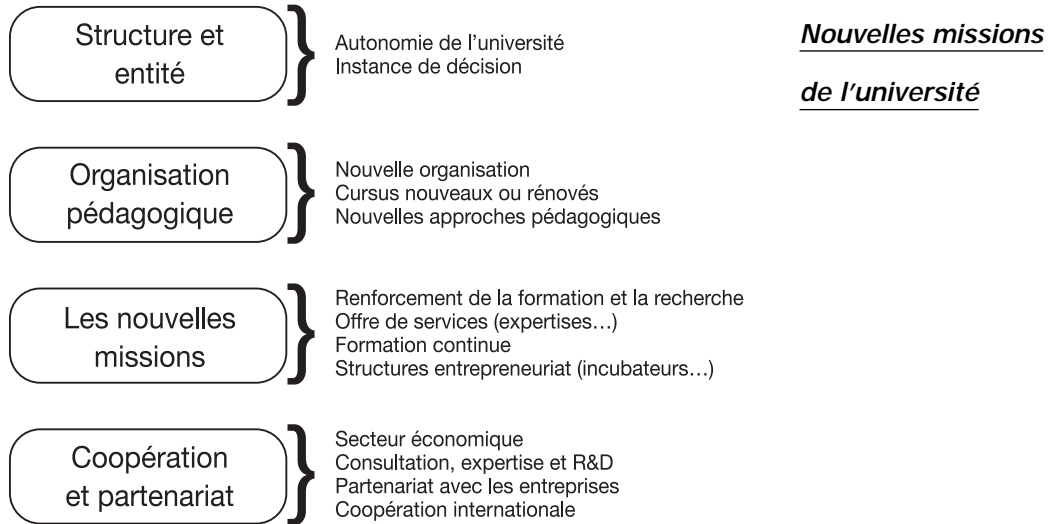 Nouvelles missions
de l'université
Structure et
entité
Autonomie de l'université
Instance de décision
Organisation
pédagogique
Nouvelle organisation
Cursus nouveaux ou rénovés
Nouvelles approches pédagogiques
Les nouvelles
missions
Renforcement de la formation et la recherche
Offre de services (expertises…)
Formation continue
Structures entrepreneuriat (incubateurs…)
Coopération
et partenariat
Secteur économique
Consultation, expertise et R&D
Partenariat avec les entreprises
Coopération internationale